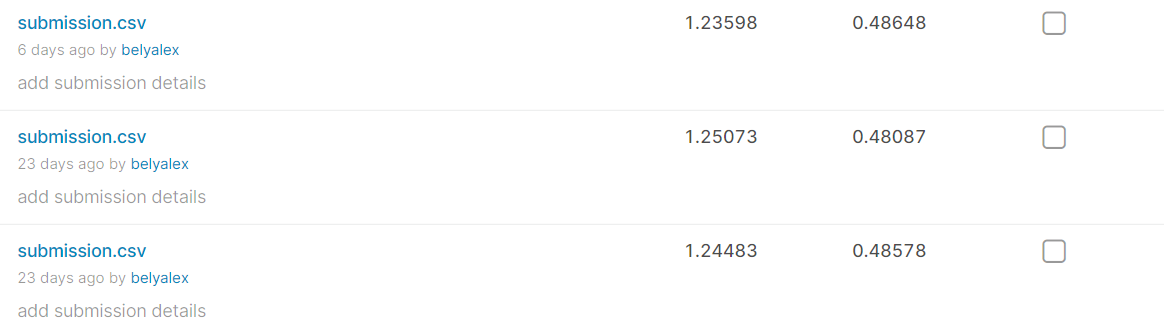 submission.csv 1.23598 0.48648
6 days ago by belyalex
add submission details
submission.csv 1.25073 0.48087
23 days ago by belyalex
add submission details
submission.csv 1.24483 0.48578
23 days ago by belyalex
add submission details